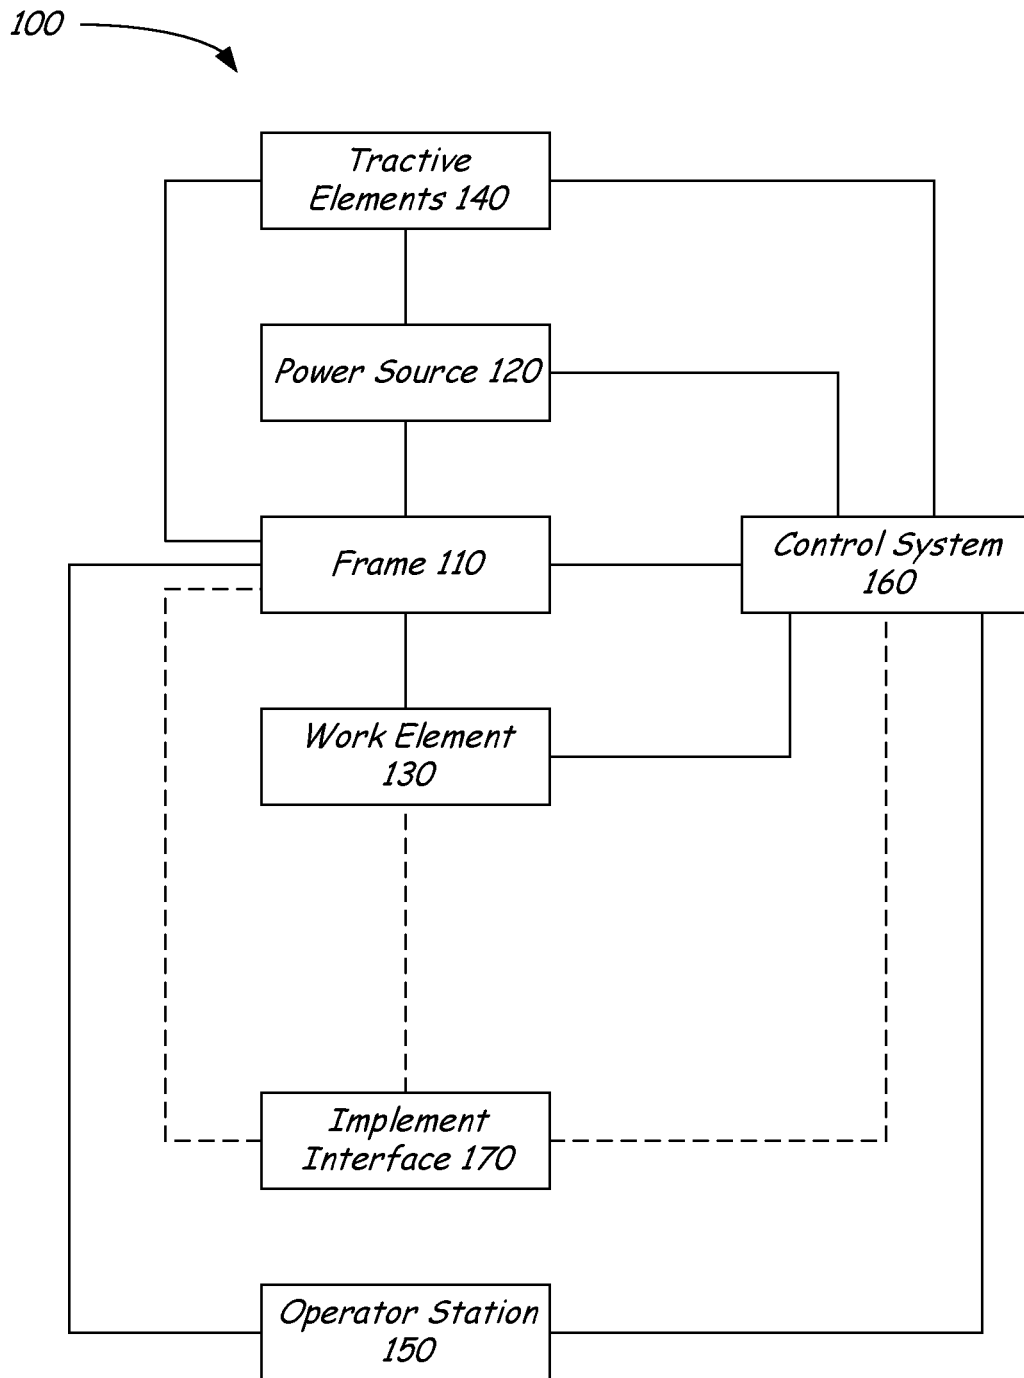 100
Tractive
Elements 140
Power Source 120
Frame 110
Control System
160
Work Element
130
Implement
Interface 170
Operator Station
150